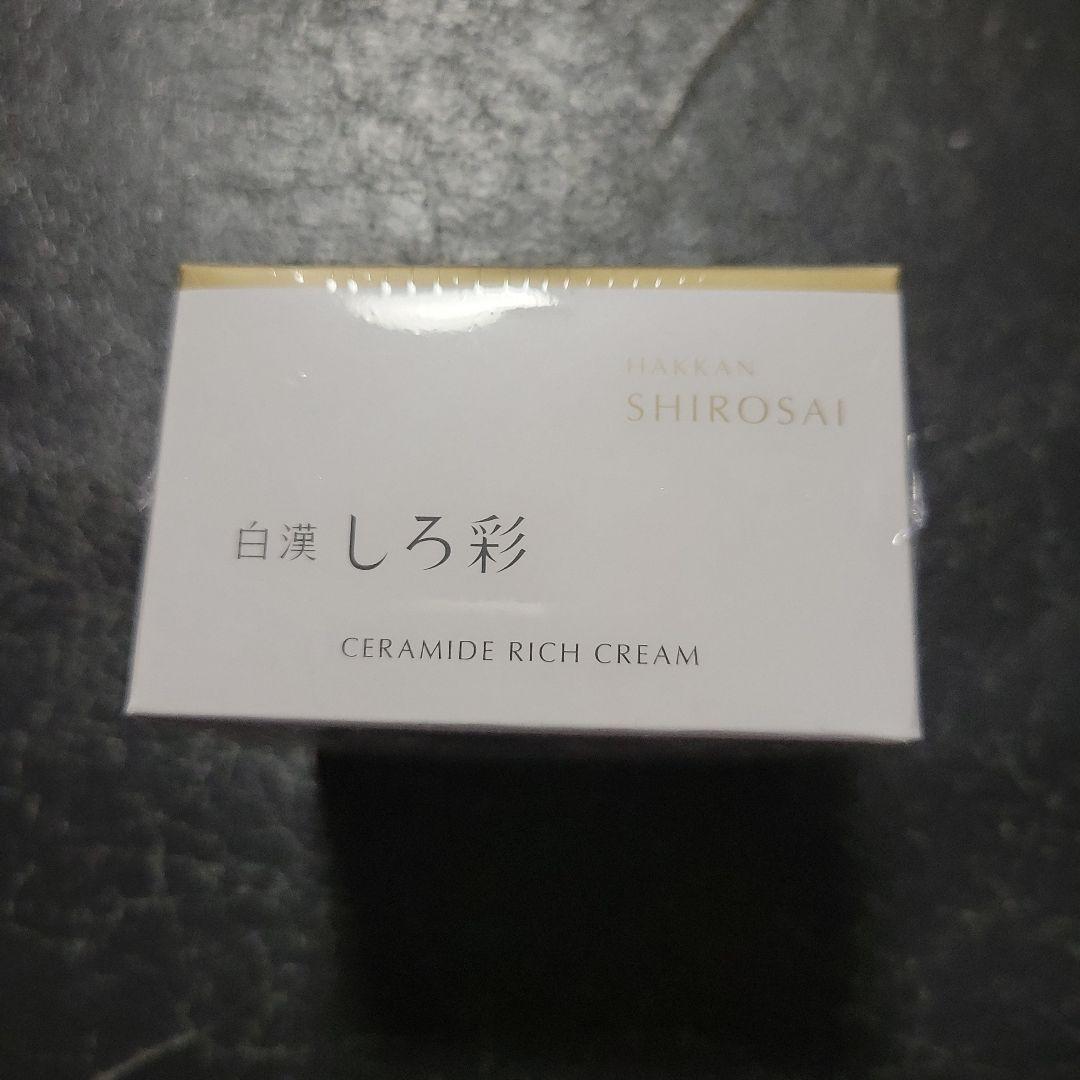 HAKKAN
SHIROSAI
白漢 しろ彩
CERAMIDE RICH CREAM